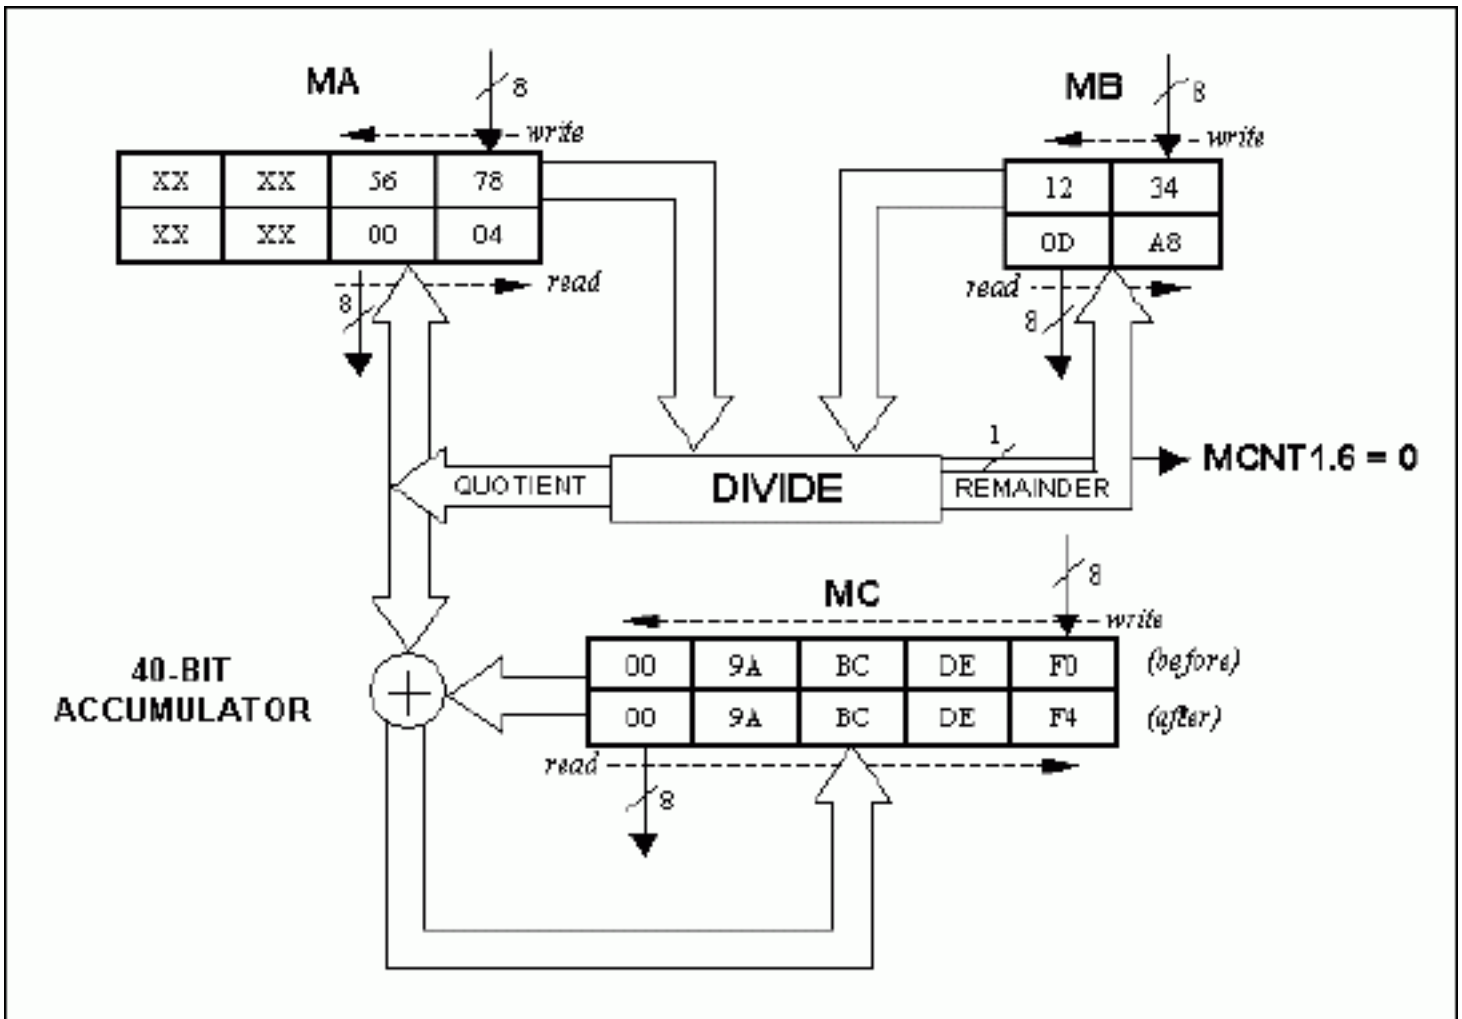 MA
8
write
XX XX 56 78
XX XX 00 04
8
read
MB
8
write
12 34
0D A8
read
8
QUOTIENT
DIVIDE
1
REMAINDER
MCNT1.6 = 0
MC
8
write
40-BIT
ACCUMULATOR
+
00 9A BC DE F0 (before)
00 9A BC DE F4 (after)
read
8